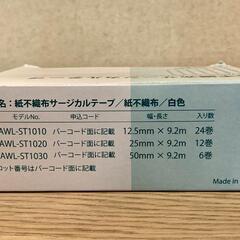 名：紙不織布サージカルテープ／紙不織布／白色
モデルNo. 申込コード 幅・長さ 入り数
AWL-ST1010 バーコード面に記載 12.5mm × 9.2m 24巻
AWL-ST1020 バーコード面に記載 25mm × 9.2m 12巻
AWL-ST1030 バーコード面に記載 50mm × 9.2m 6巻
ロット番号はバーコード面に記載
Made in